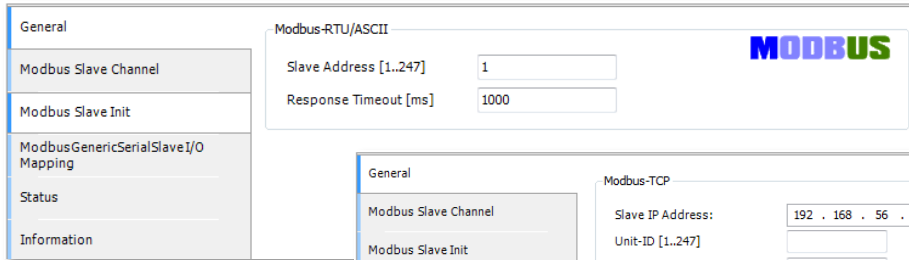 General
Modbus Slave Channel
Modbus Slave Init
ModbusGenericSerialSlave I/O
Mapping
Status
Information
Modbus-RTU/ASCII
MODBUS
Slave Address [1..247] 1
Response Timeout [ms] 1000
General
Modbus Slave Channel
Modbus Slave Init
Modbus-TCP
Slave IP Address: 192 . 168 . 56 .
Unit-ID [1..247]